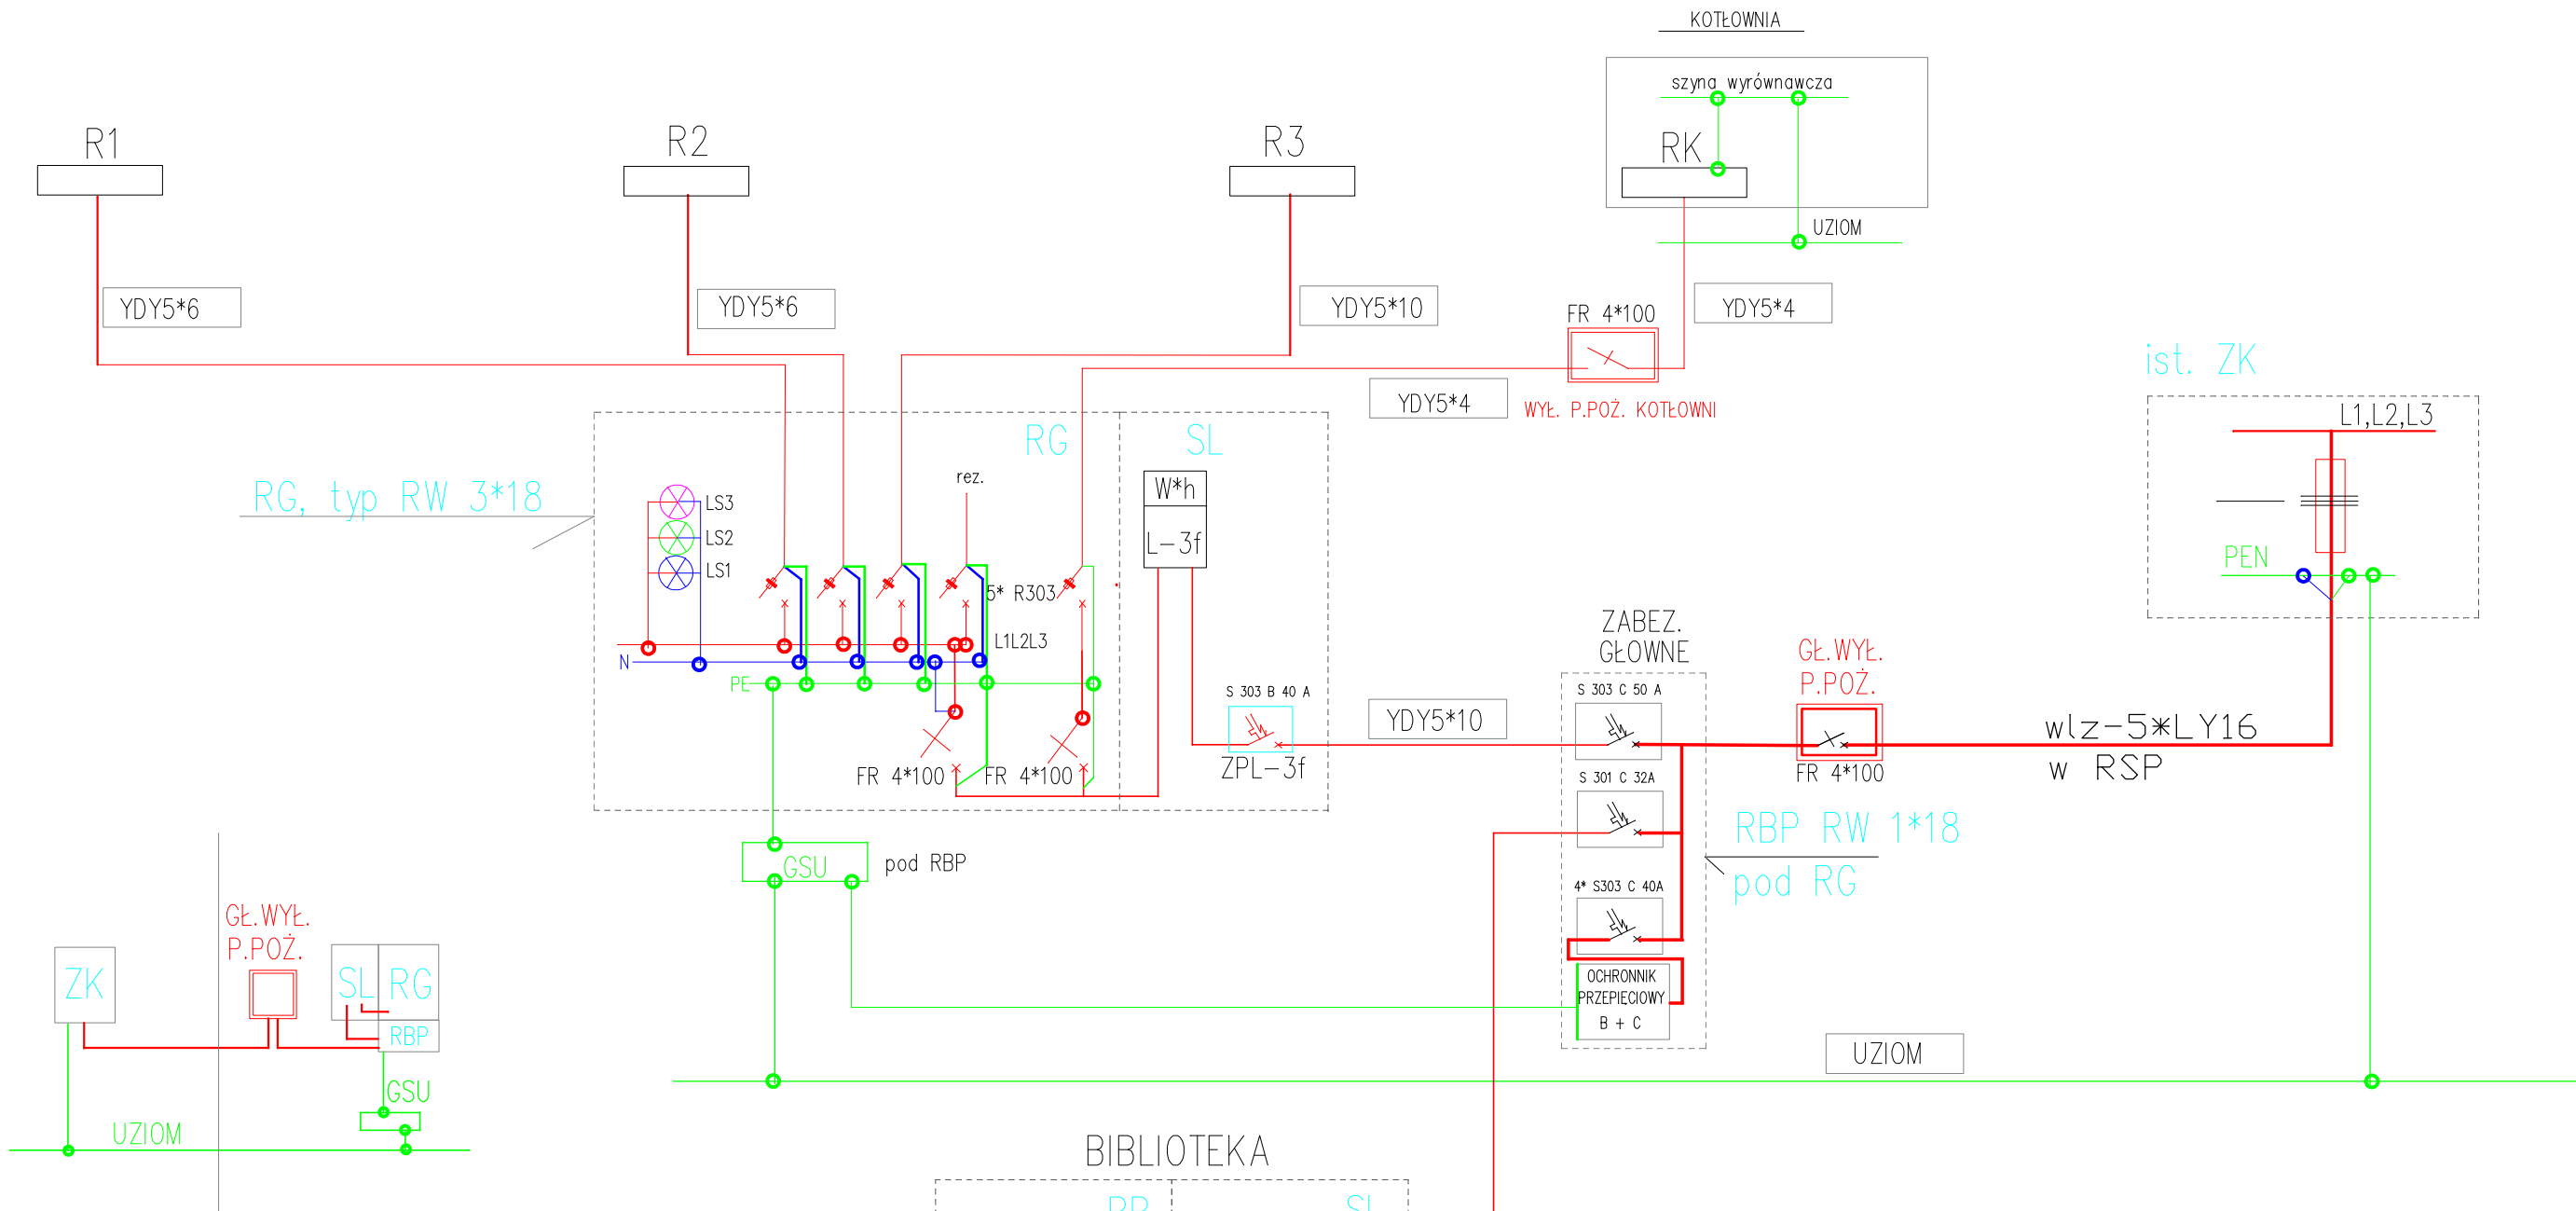 KOTŁOWNIA
szyna wyrównawcza
R1
R2
R3
RK
UZIOM
YDY5*6
YDY5*6
YDY5*10
FR 4*100
YDY5*4
YDY5*4
WYŁ. P.POŻ. KOTŁOWNI
ist. ZK
L1,L2,L3
PEN
RG
SL
RG, typ RW 3*18
rez.
W*h
L-3f
LS3
LS2
LS1
5* R303
L1L2L3
N
PE
FR 4*100
FR 4*100
S 303 B 40 A
ZPL-3f
YDY5*10
ZABEZ.
GŁOWNE
S 303 C 50 A
S 301 C 32A
4* S303 C 40A
OCHRONNIK
PRZEPIĘCIOWY
B + C
GŁ.WYŁ.
P.POŻ.
FR 4*100
wlz-5*LY16
w RSP
RBP RW 1*18
pod RG
GSU
pod RBP
UZIOM
GŁ.WYŁ.
P.POŻ.
ZK
SL
RG
RBP
GSU
UZIOM
BIBLIOTEKA
SL